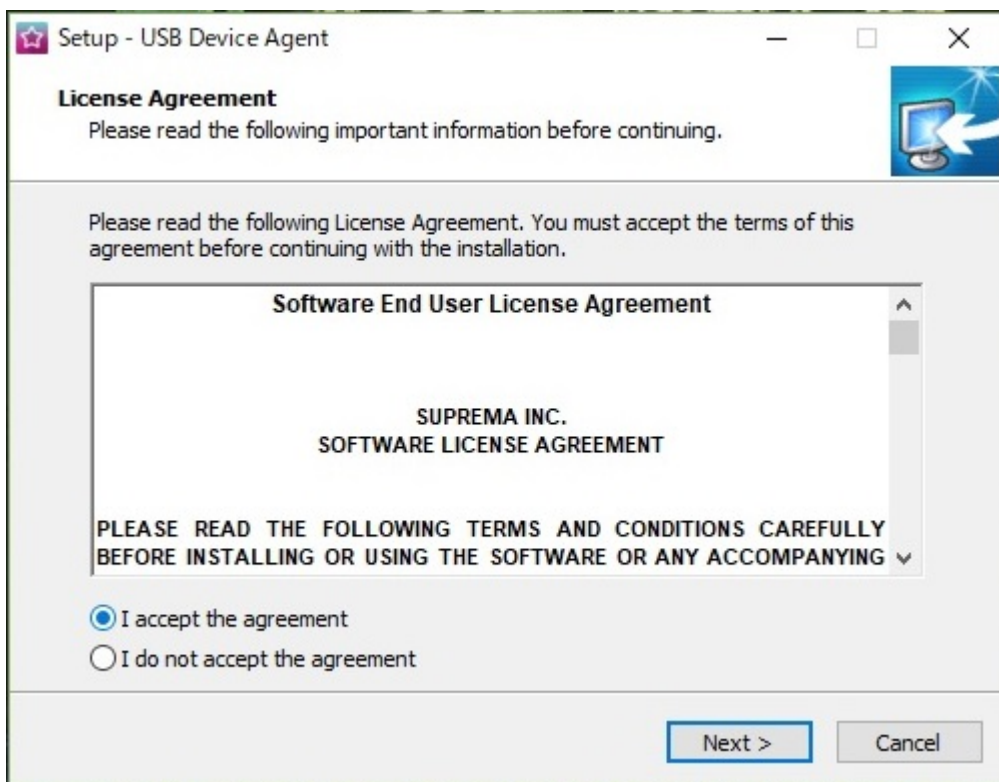 Setup - USB Device Agent
License Agreement
Please read the following important information before continuing.
Please read the following License Agreement. You must accept the terms of this
agreement before continuing with the installation.
Software End User License Agreement
SUPREMA INC.
SOFTWARE LICENSE AGREEMENT
PLEASE READ THE FOLLOWING TERMS AND CONDITIONS CAREFULLY
BEFORE INSTALLING OR USING THE SOFTWARE OR ANY ACCOMPANYING
I accept the agreement
I do not accept the agreement
Next >
Cancel